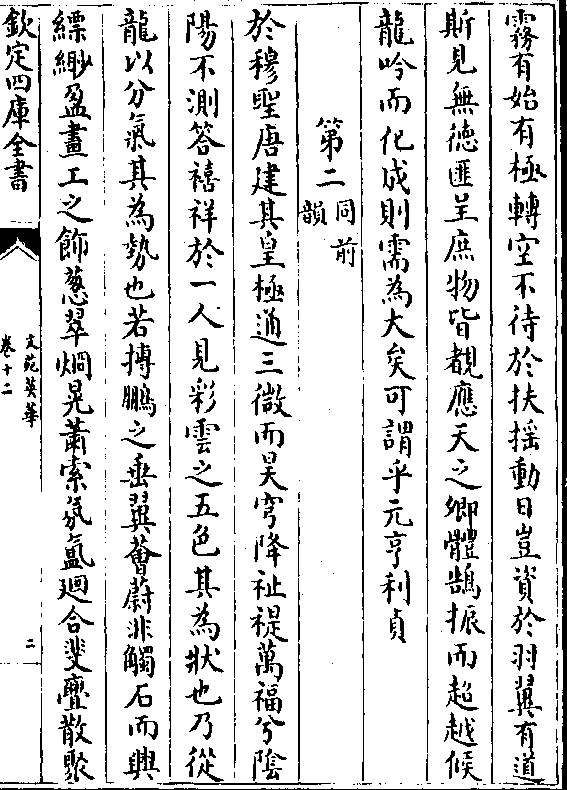 霧有始有極轉空不待於扶揺動日豈資於羽翼有道
斯見無徳匪呈庶物皆覩應天之卿體鵠振而超越候
龍吟而化成則需為大矣可謂乎元亨利貞
第二同前韻
於穆聖唐建其皇極通三微而昊穹降祉禔萬福兮陰
陽不測答禧祥於一人見彩雲之五色其為狀也乃從
龍以分氣其為勢也若摶鵬之垂翼薈蔚非觸石而興
縹緲盈畫工之飾葱翠烱晃蕭索氛氲廻合斐亹散聚
欽定四庫全書
文苑英華
卷十二
二